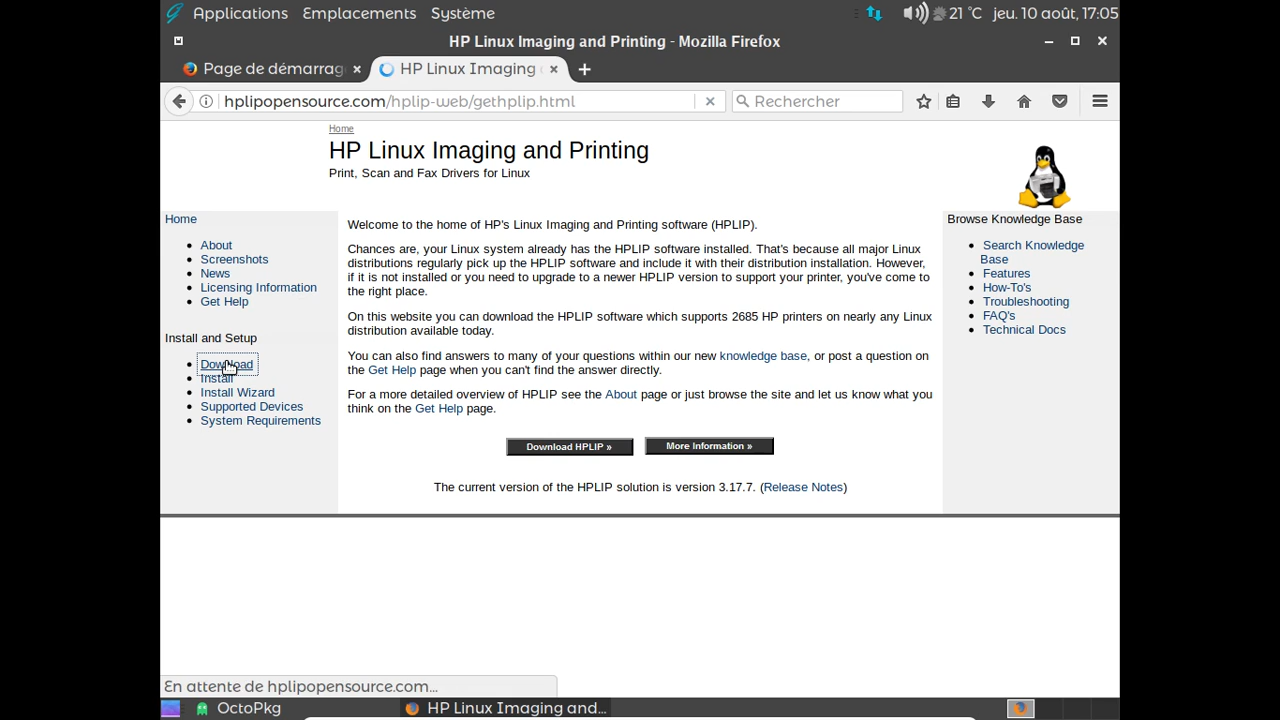 Applications Emplacements Système 21 °C jeu. 10 août, 17:05
HP Linux Imaging and Printing - Mozilla Firefox
Page de démarrag HP Linux Imaging
hplipopensource.com/hplip-web/gethplip.html Rechercher
Home
HP Linux Imaging and Printing
Print, Scan and Fax Drivers for Linux
Home
About
Screenshots
News
Licensing Information
Get Help
Install and Setup
Download
Install
Install Wizard
Supported Devices
System Requirements
Welcome to the home of HP's Linux Imaging and Printing software (HPLIP).
Chances are, your Linux system already has the HPLIP software installed. That's because all major Linux
distributions regularly pick up the HPLIP software and include it with their distribution installation. However,
if it is not installed or you need to upgrade to a newer HPLIP version to support your printer, you've come to
the right place.
On this website you can download the HPLIP software which supports 2685 HP printers on nearly any Linux
distribution available today.
You can also find answers to many of your questions within our new knowledge base, or post a question on
the Get Help page when you can't find the answer directly.
For a more detailed overview of HPLIP see the About page or just browse the site and let us know what you
think on the Get Help page.
Download HPLIP » More Information »
The current version of the HPLIP solution is version 3.17.7. (Release Notes)
Browse Knowledge Base
Search Knowledge
Base
Features
How-To's
Troubleshooting
FAQ's
Technical Docs
En attente de hplipopensource.com...
OctoPkg HP Linux Imaging and...